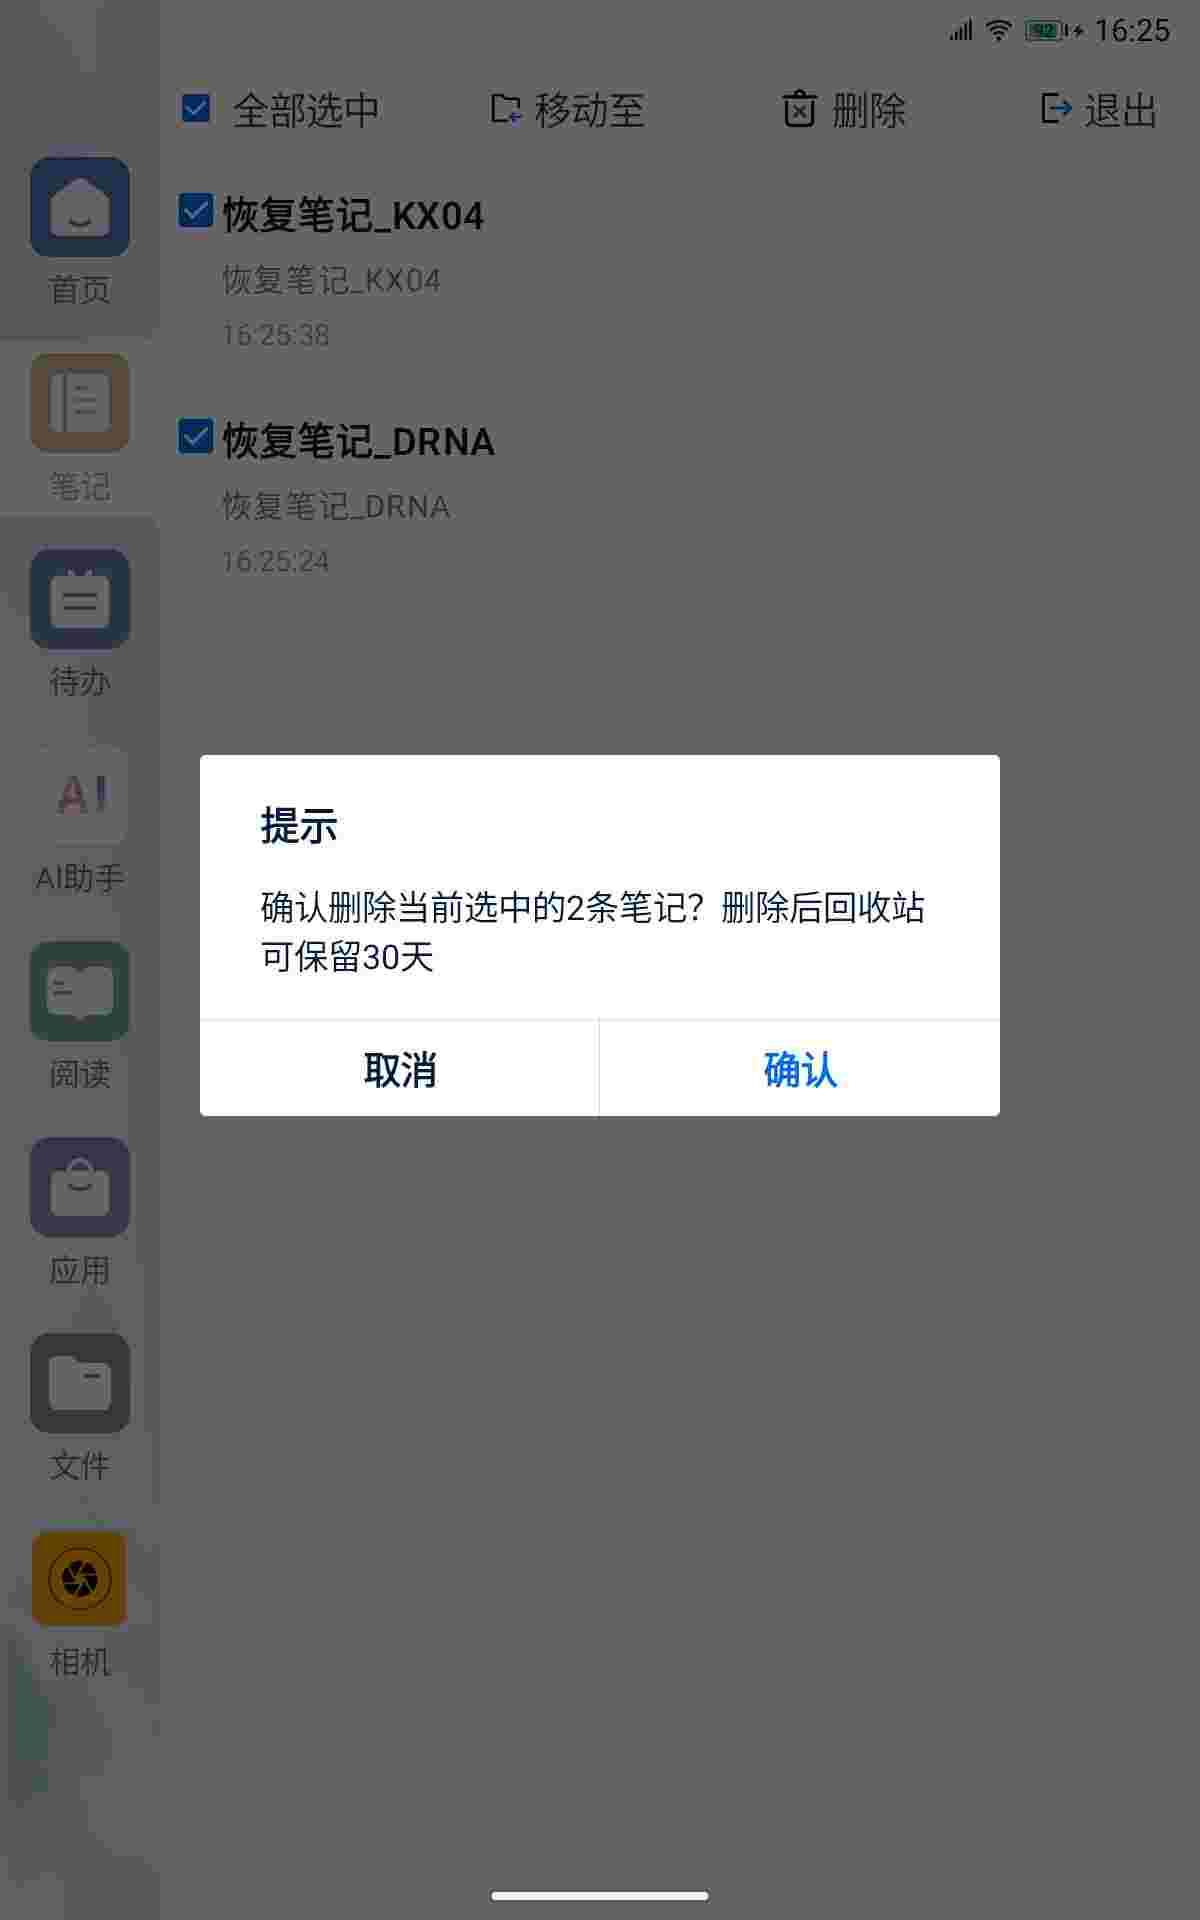 92 16:25
全部选中 移动至 删除 退出
恢复笔记_KX04
恢复笔记_KX04
16:25:38
恢复笔记_DRNA
恢复笔记_DRNA
16:25:24
首页
笔记
待办
AI
AI助手
阅读
应用
文件
相机
提示
确认删除当前选中的2条笔记？删除后回收站
可保留30天
取消 确认